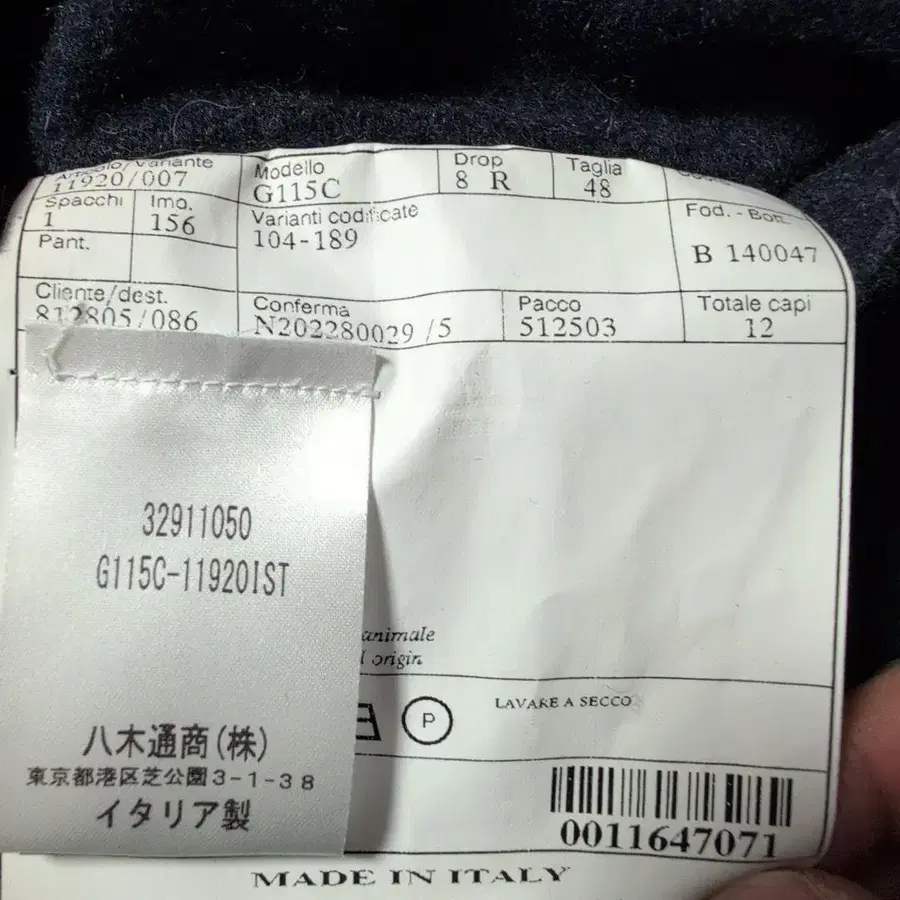 Articolo/Variante
11920/007
Modello
G115C
Drop
8 R
Taglia
48
Spacchi
1
Imo.
156
Varianti codificate
104-189
Fod. - Bott.
B 140047
Pant.
Cliente/dest.
812805/086
Conferma
N202280029 /5
Pacco
512503
Totale capi
12
32911050
G115C-11920IST
八木通商(株)
東京都港区芝公園3-1-38
イタリア製
animale
origin
P
LAVARE A SECCO
0011647071
MADE IN ITALY